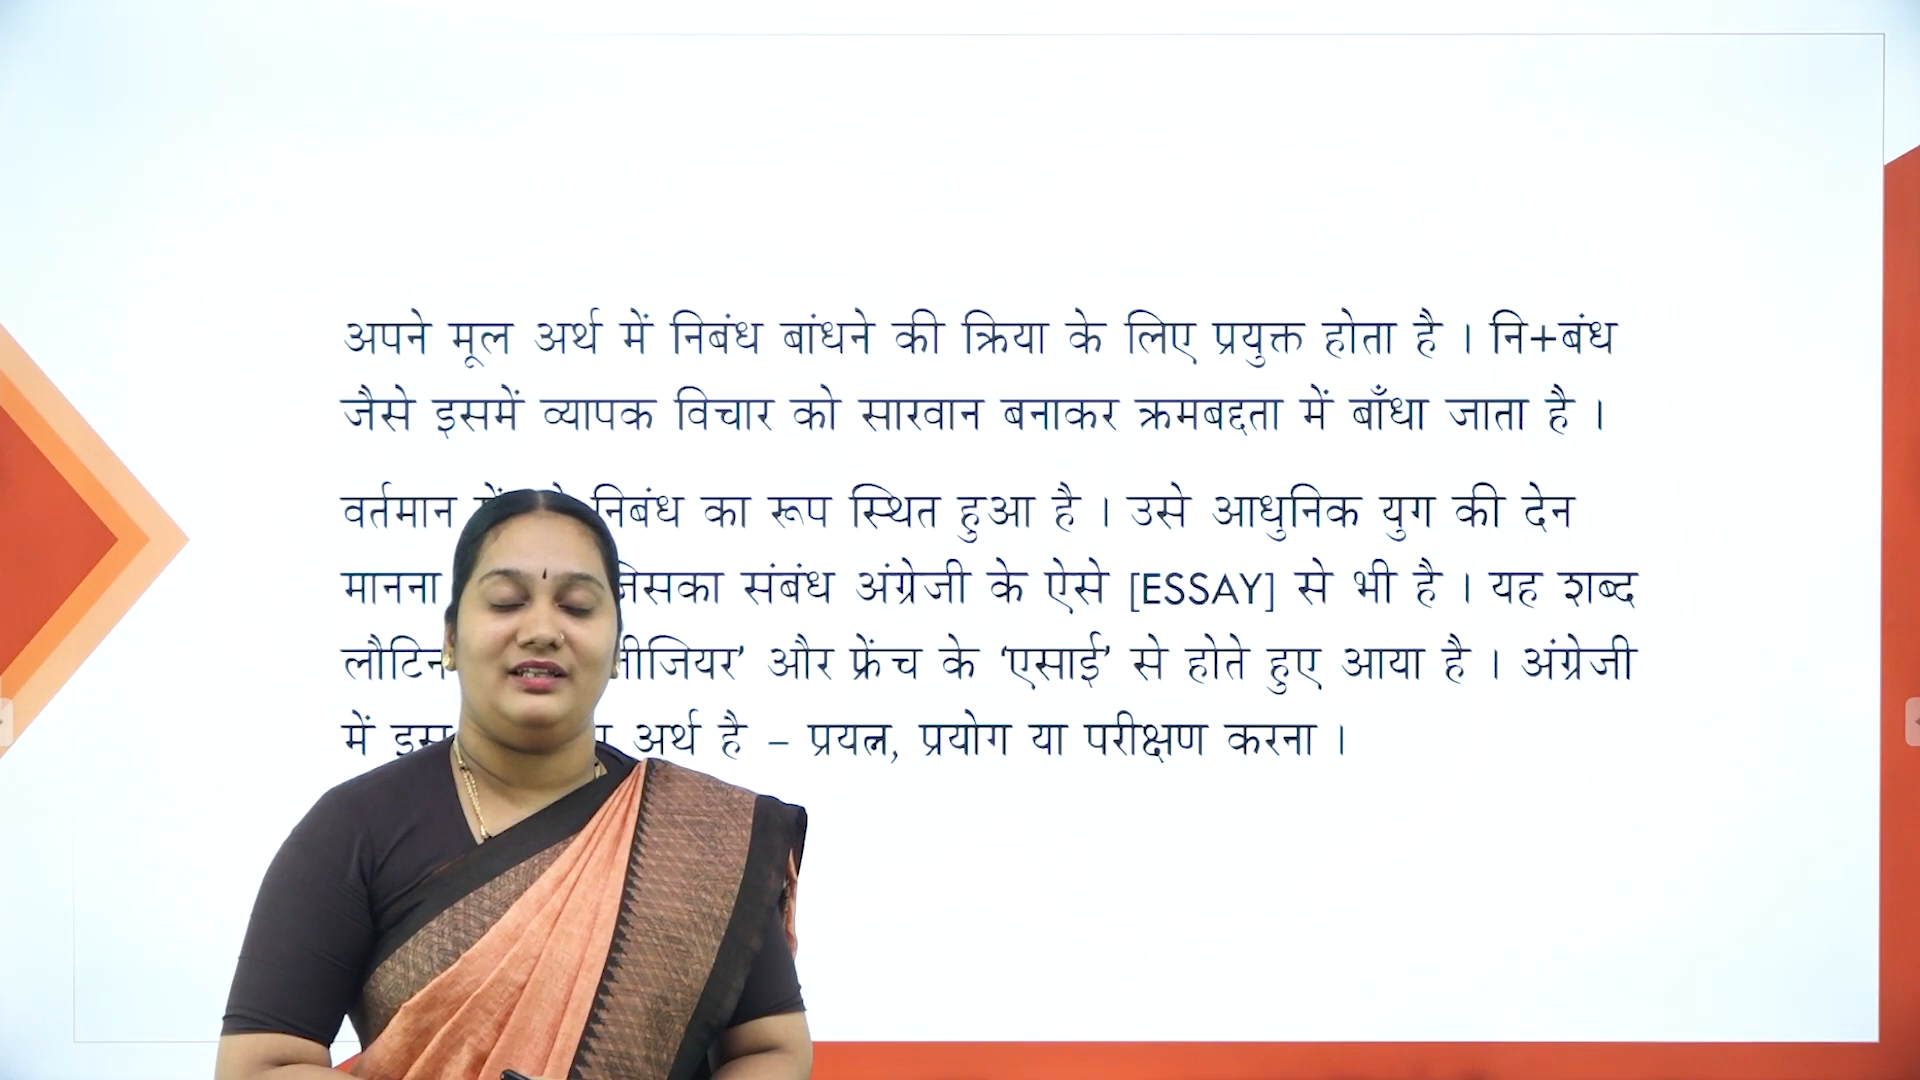 अपने मूल अर्थ में निबंध बांधने की क्रिया के लिए प्रयुक्त होता है । नि+बंध
जैसे इसमें व्यापक विचार को सारवान बनाकर क्रमबद्दता में बाँधा जाता है ।
वर्तमान निबंध का रूप स्थित हुआ है । उसे आधुनिक युग की देन
मानना संबंध अंग्रेजी के ऐसे [ESSAY] से भी है । यह शब्द
और फ्रेंच के ‘एसाई’ से होते हुए आया है । अंग्रेजी
में अर्थ है – प्रयत्न, प्रयोग या परीक्षण करना ।